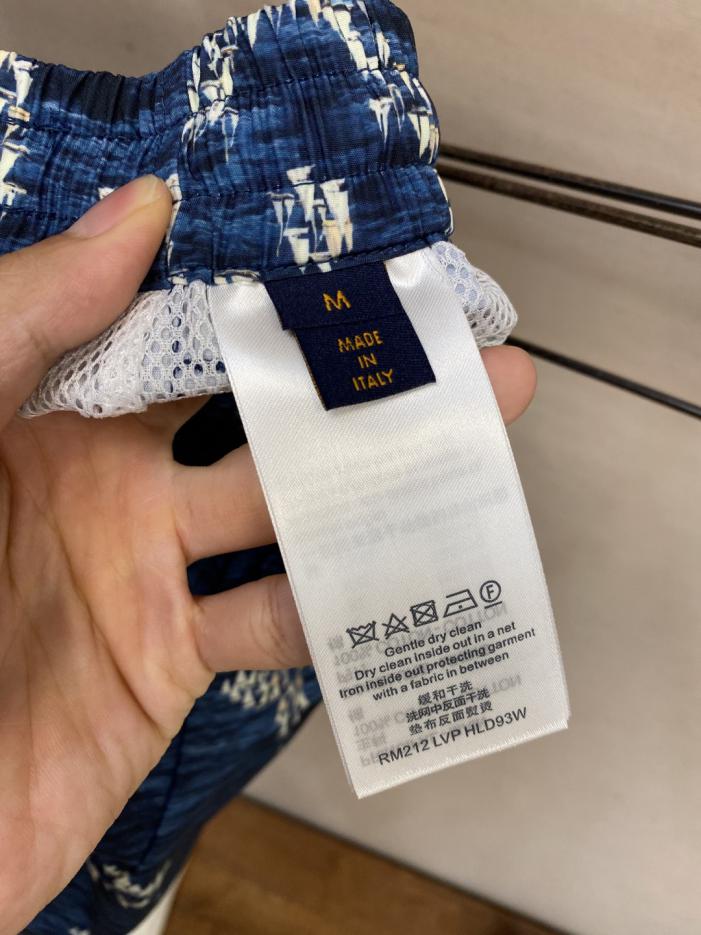 M
MADE
IN
ITALY
F
Gentle dry clean
Dry clean inside out in a net
Iron inside out protecting garment
with a fabric in between
缓和干洗
洗网中反面干洗
垫布反面熨烫
RM212 LVP HLD93W